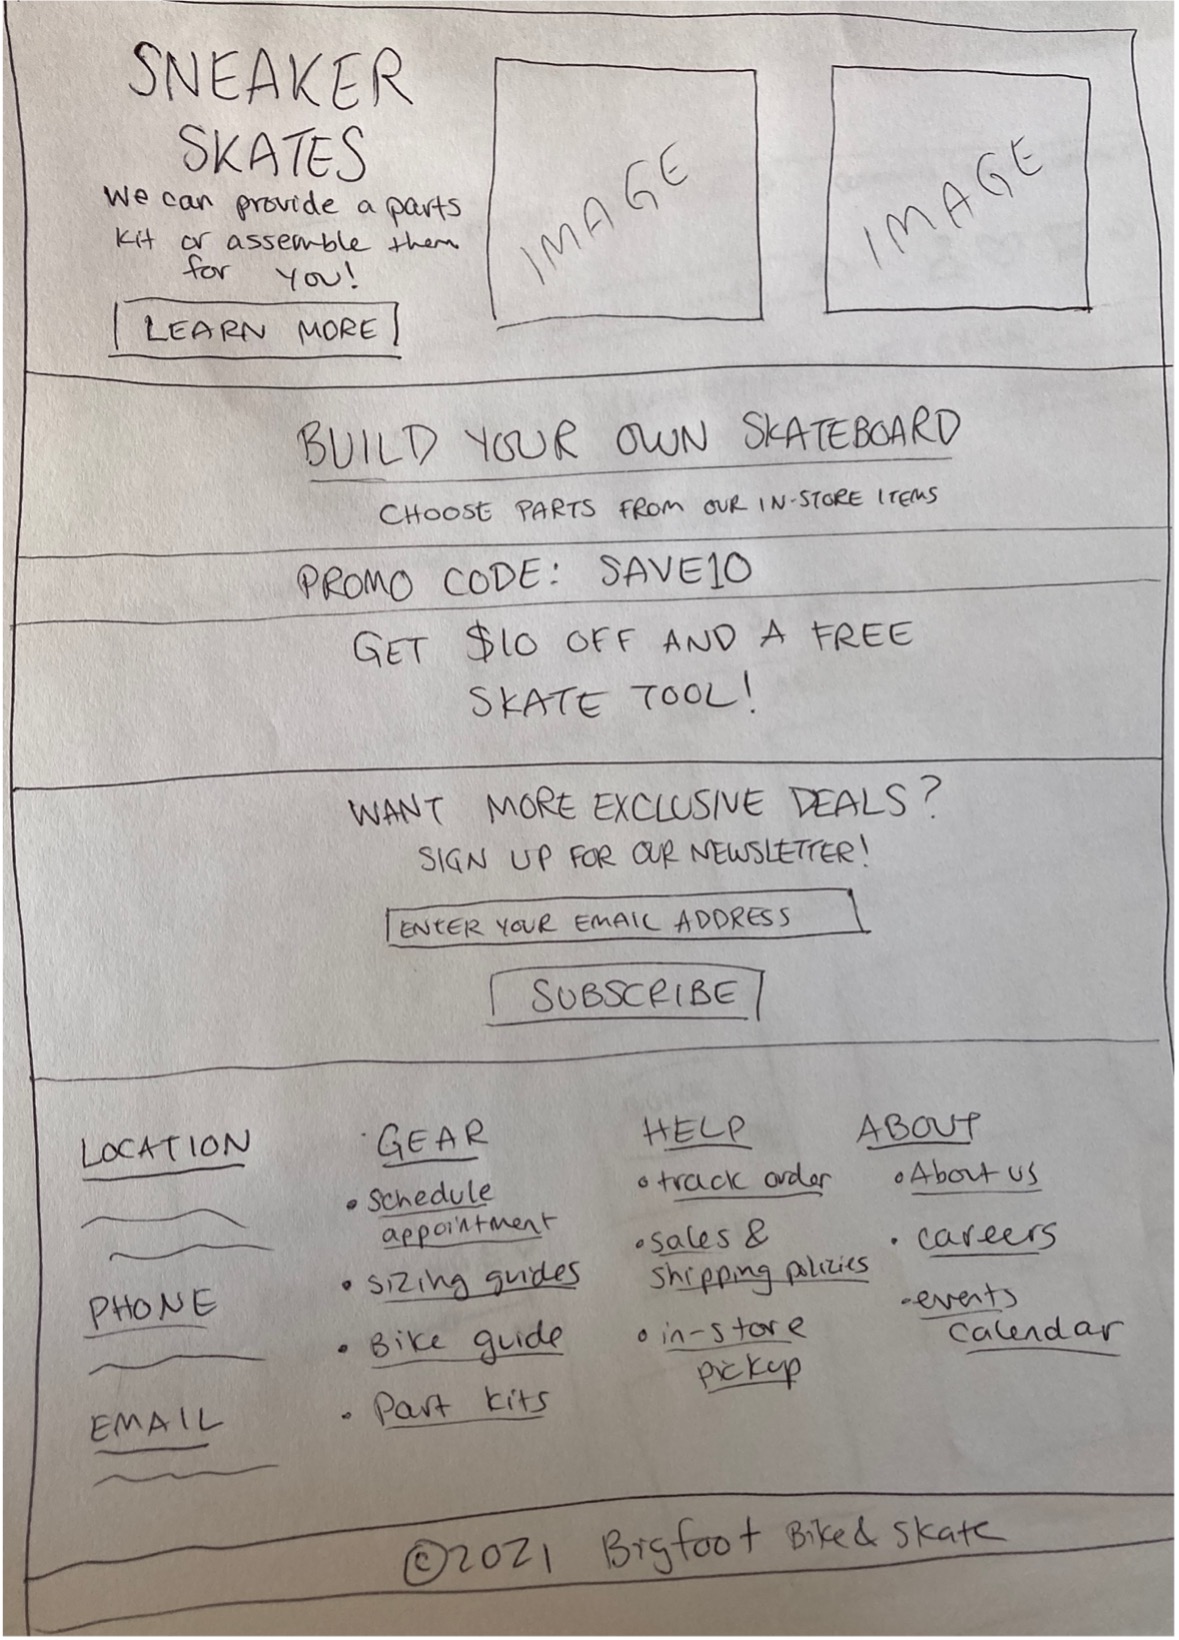 SNEAKER
SKATES
We can provide a parts
kit or assemble them
for YOU!
LEARN MORE
IMAGE
IMAGE
BUILD YOUR OWN SKATEBOARD
CHOOSE PARTS FROM OUR IN-STORE ITEMS
PROMO CODE: SAVE10
GET $10 OFF AND A FREE
SKATE TOOL!
WANT MORE EXCLUSIVE DEALS?
SIGN UP FOR OUR NEWSLETTER!
ENTER YOUR EMAIL ADDRESS
SUBSCRIBE
LOCATION
PHONE
EMAIL
GEAR
• Schedule
appointment
• sizing guides
• Bike guide
• Part kits
HELP
• track order
• sales &
shipping policies
• in-store
pickup
ABOUT
• About us
• careers
• events
calendar
©2021 Bigfoot Bike & Skate